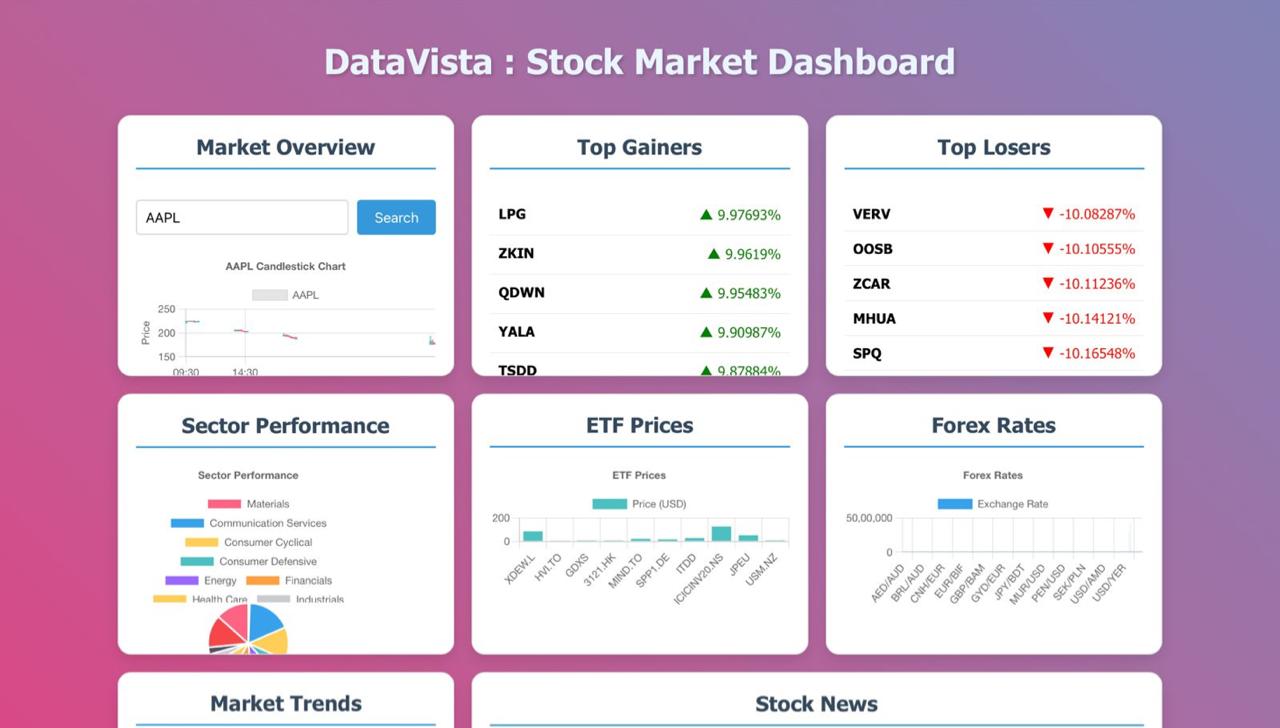 DataVista : Stock Market Dashboard
Market Overview
AAPL
Search
AAPL Candlestick Chart
AAPL
250
200
150
Price
09:30 14:30
Top Gainers
LPG ▲ 9.97693%
ZKIN ▲ 9.9619%
QDWN ▲ 9.95483%
YALA ▲ 9.90987%
TSDD ▲ 9.87884%
Top Losers
VERV ▼ -10.08287%
OOSB ▼ -10.10555%
ZCAR ▼ -10.11236%
MHUA ▼ -10.14121%
SPQ ▼ -10.16548%
Sector Performance
Sector Performance
Materials
Communication Services
Consumer Cyclical
Consumer Defensive
Energy Financials
Health Care Industrials
ETF Prices
ETF Prices
Price (USD)
200
0
XDEW.L HVI.TO GDXS 3121.HK MIND.TO SPP1.DE ITDD ICICINV20.NS JPEU USM.NZ
Forex Rates
Forex Rates
Exchange Rate
50,00,000
0
AED/AUD BRL/AUD CNH/EUR EUR/BIF GBP/BAM GYD/EUR JPY/BDT MUR/USD PEN/USD SEK/PLN USD/AMD USD/YER
Market Trends
Stock News